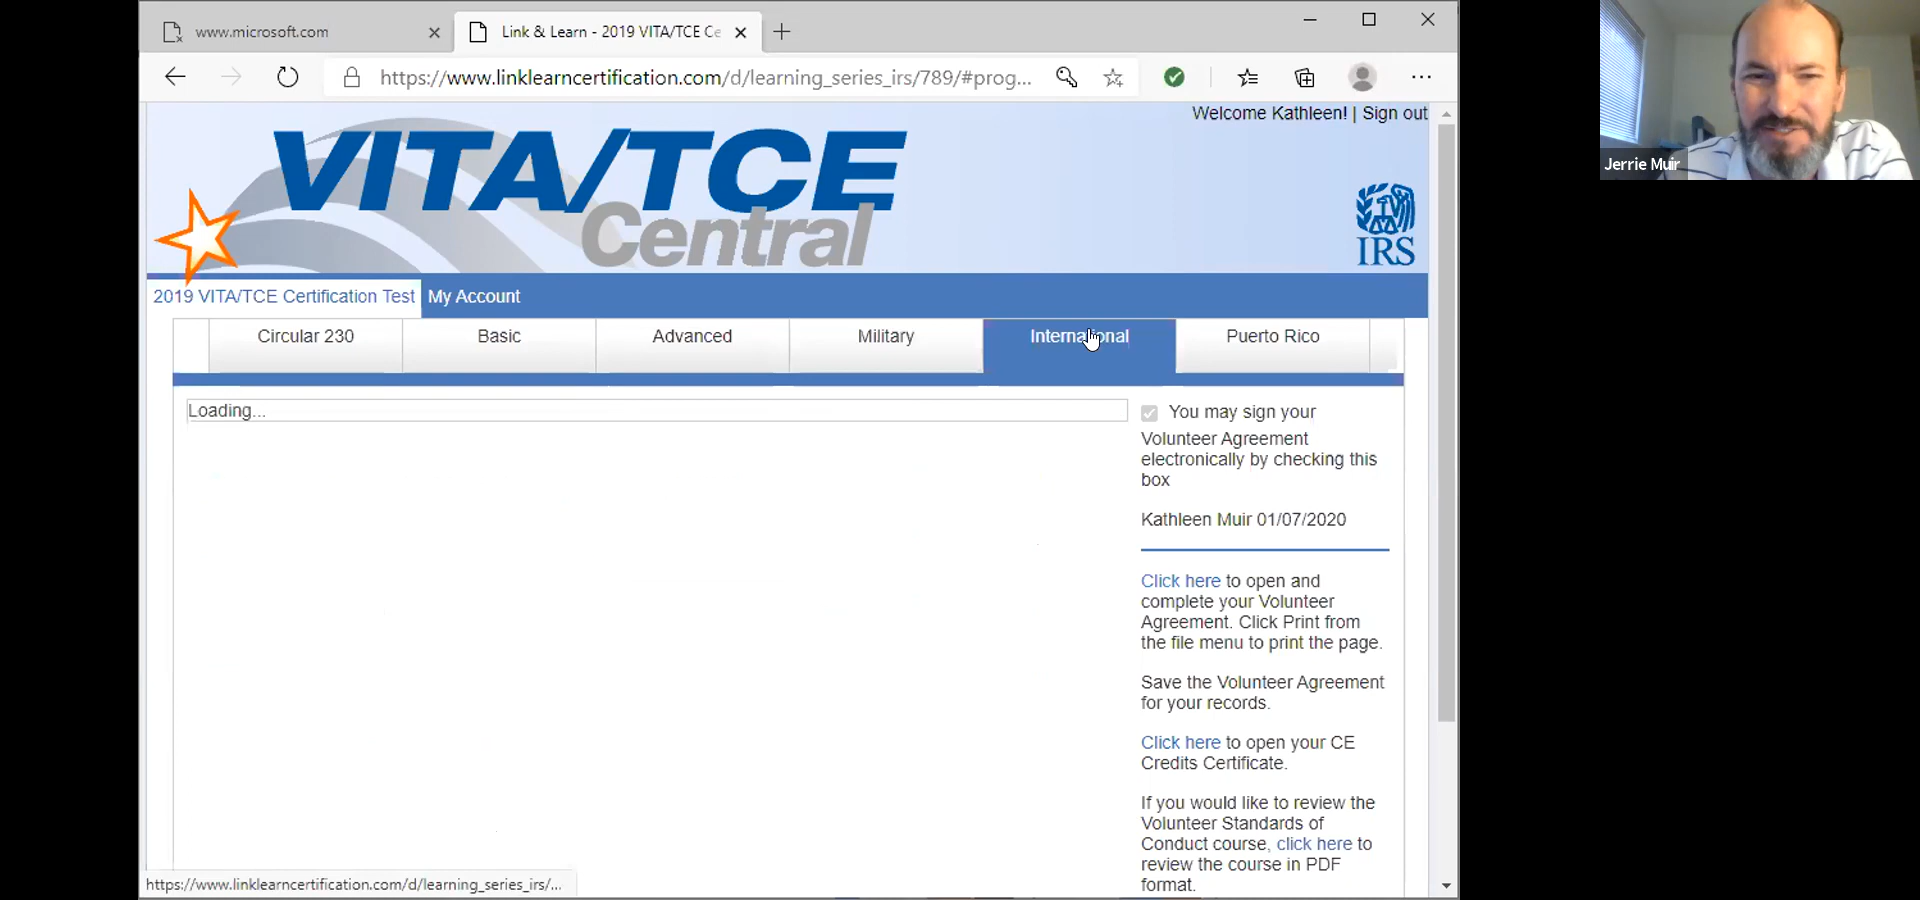 www.microsoft.com
Link & Learn - 2019 VITA/TCE Ce
https://www.linklearncertification.com/d/learning_series_irs/789/#prog...
Welcome Kathleen! | Sign out
VITA/TCE
Central
IRS
2019 VITA/TCE Certification Test
My Account
Circular 230
Basic
Advanced
Military
International
Puerto Rico
Loading...
You may sign your
Volunteer Agreement
electronically by checking this
box
Kathleen Muir 01/07/2020
Click here to open and
complete your Volunteer
Agreement. Click Print from
the file menu to print the page.
Save the Volunteer Agreement
for your records.
Click here to open your CE
Credits Certificate.
If you would like to review the
Volunteer Standards of
Conduct course, click here to
review the course in PDF
format.
https://www.linklearncertification.com/d/learning_series_irs/...
Jerrie Muir